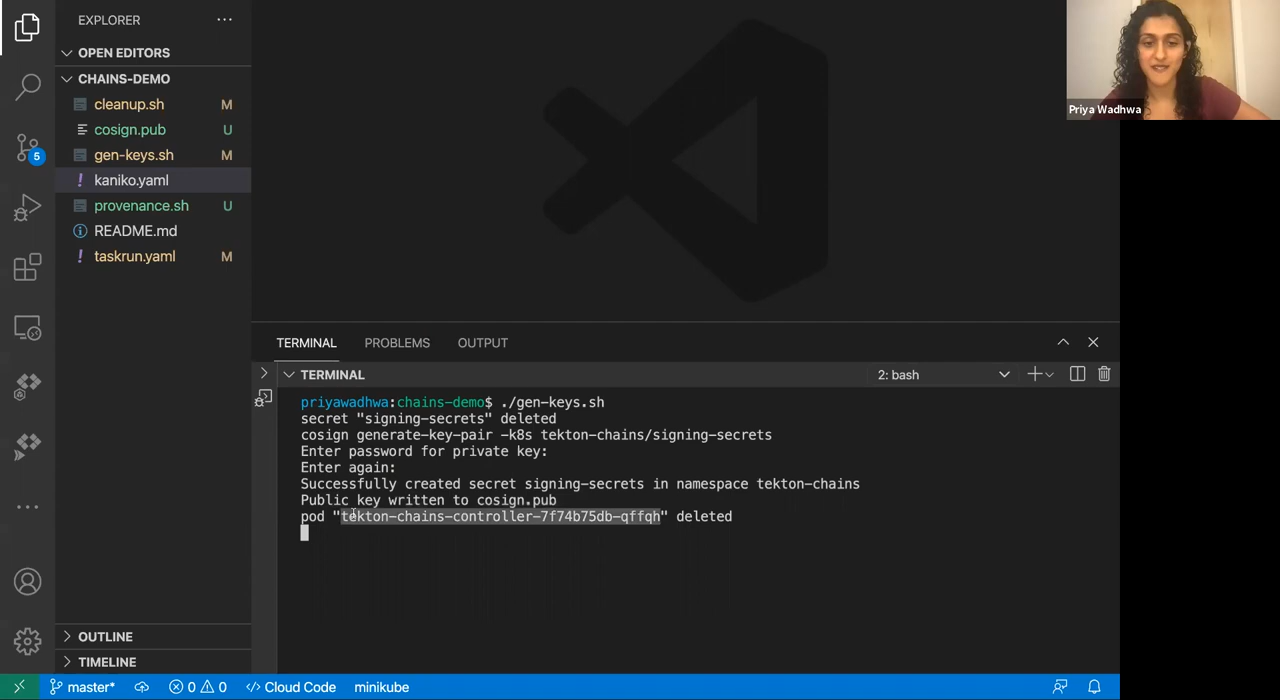 EXPLORER
OPEN EDITORS
CHAINS-DEMO
cleanup.sh M
cosign.pub U
gen-keys.sh M
kaniko.yaml
provenance.sh U
README.md
taskrun.yaml M
5
OUTLINE
TIMELINE
Priya Wadhwa
TERMINAL PROBLEMS OUTPUT
TERMINAL 2: bash
priyawadhwa:chains-demo$ ./gen-keys.sh
secret "signing-secrets" deleted
cosign generate-key-pair -k8s tekton-chains/signing-secrets
Enter password for private key:
Enter again:
Successfully created secret signing-secrets in namespace tekton-chains
Public key written to cosign.pub
pod "tekton-chains-controller-7f74b75db-qffqh" deleted
master* 0 0 Cloud Code minikube